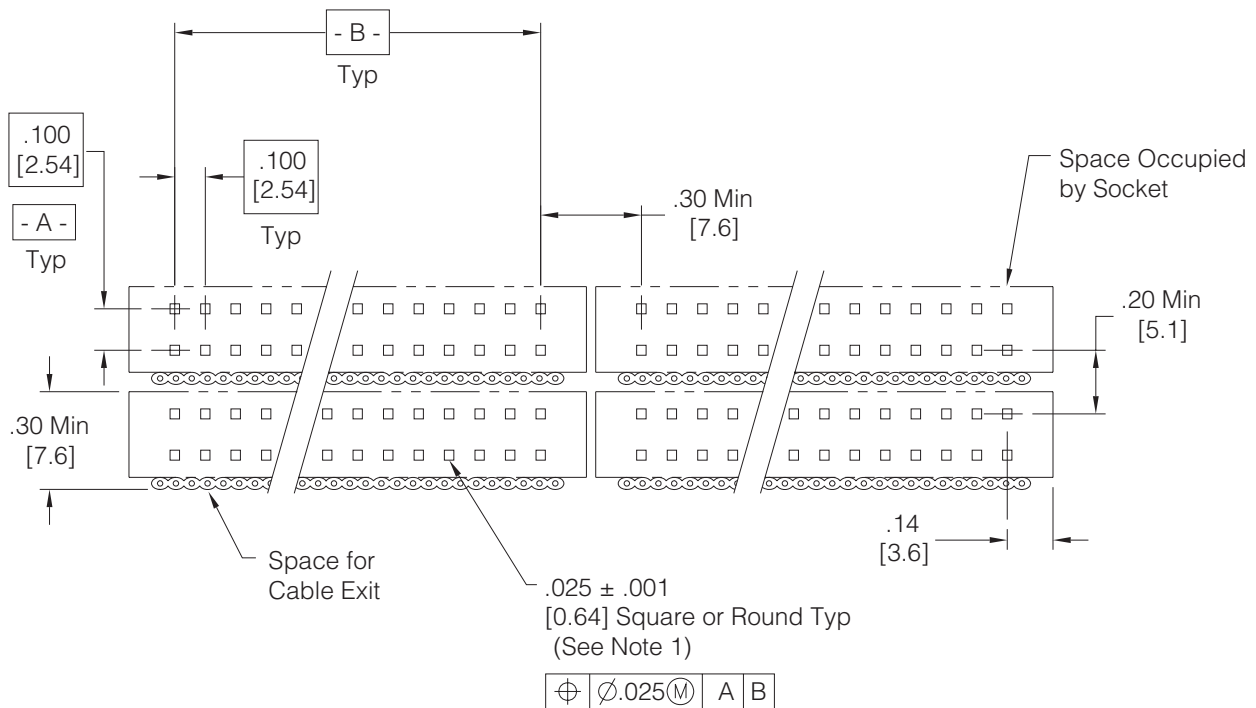 - B -
Typ
.100
[2.54]
.100
[2.54]
Typ
- A -
Typ
.30 Min
[7.6]
Space Occupied
by Socket
.20 Min
[5.1]
.30 Min
[7.6]
.14
[3.6]
Space for
Cable Exit
.025 ± .001
[0.64] Square or Round Typ
(See Note 1)
⌖ ∅.025Ⓜ A B